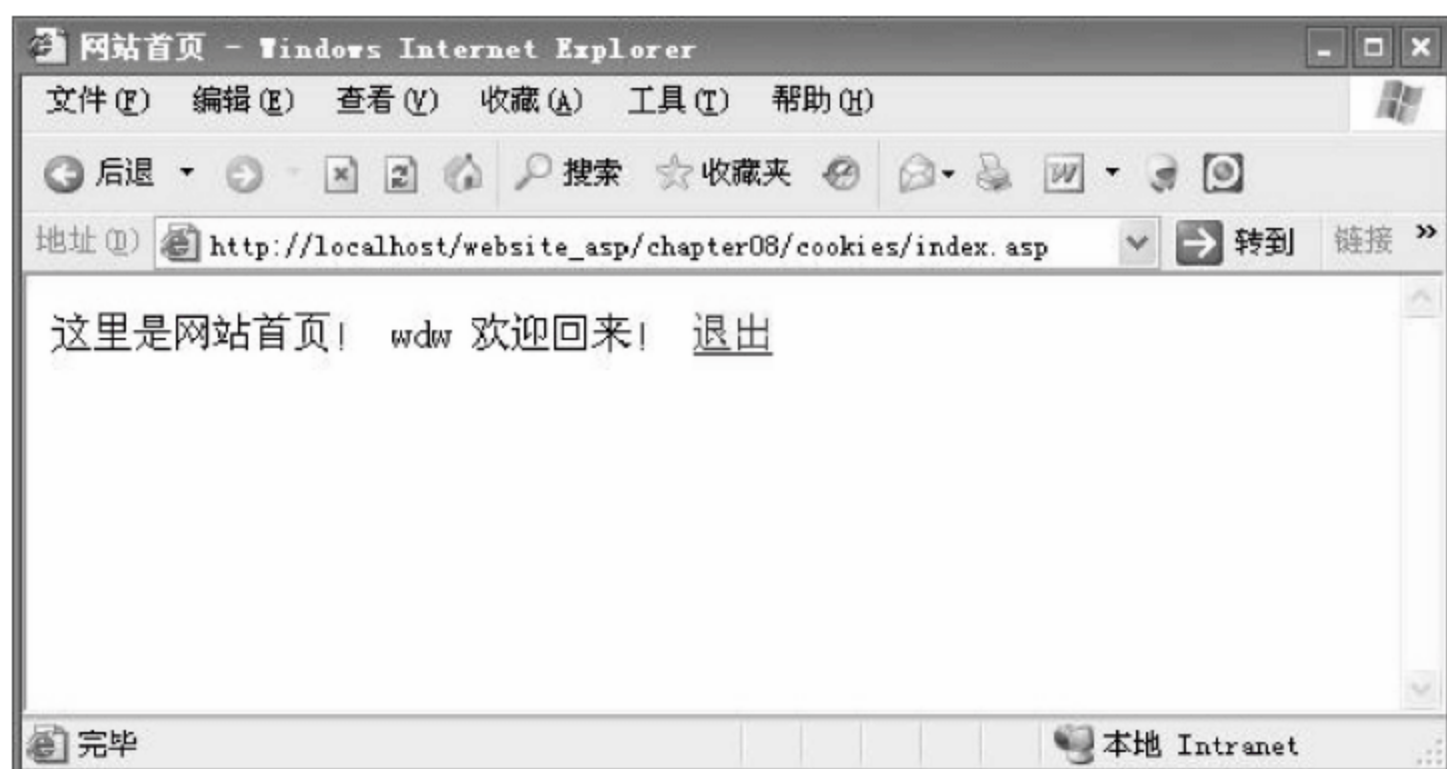 网站首页 - Windows Internet Explorer
文件(F) 编辑(E) 查看(V) 收藏(A) 工具(T) 帮助(H)
后退 搜索 收藏夹 W
地址(D) http://localhost/website_asp/chapter08/cookies/index.asp 转到 链接 »
这里是网站首页! wdw 欢迎回来! 退出
完毕 本地 Intranet